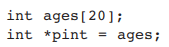 int ages[20];
int *pint = ages;